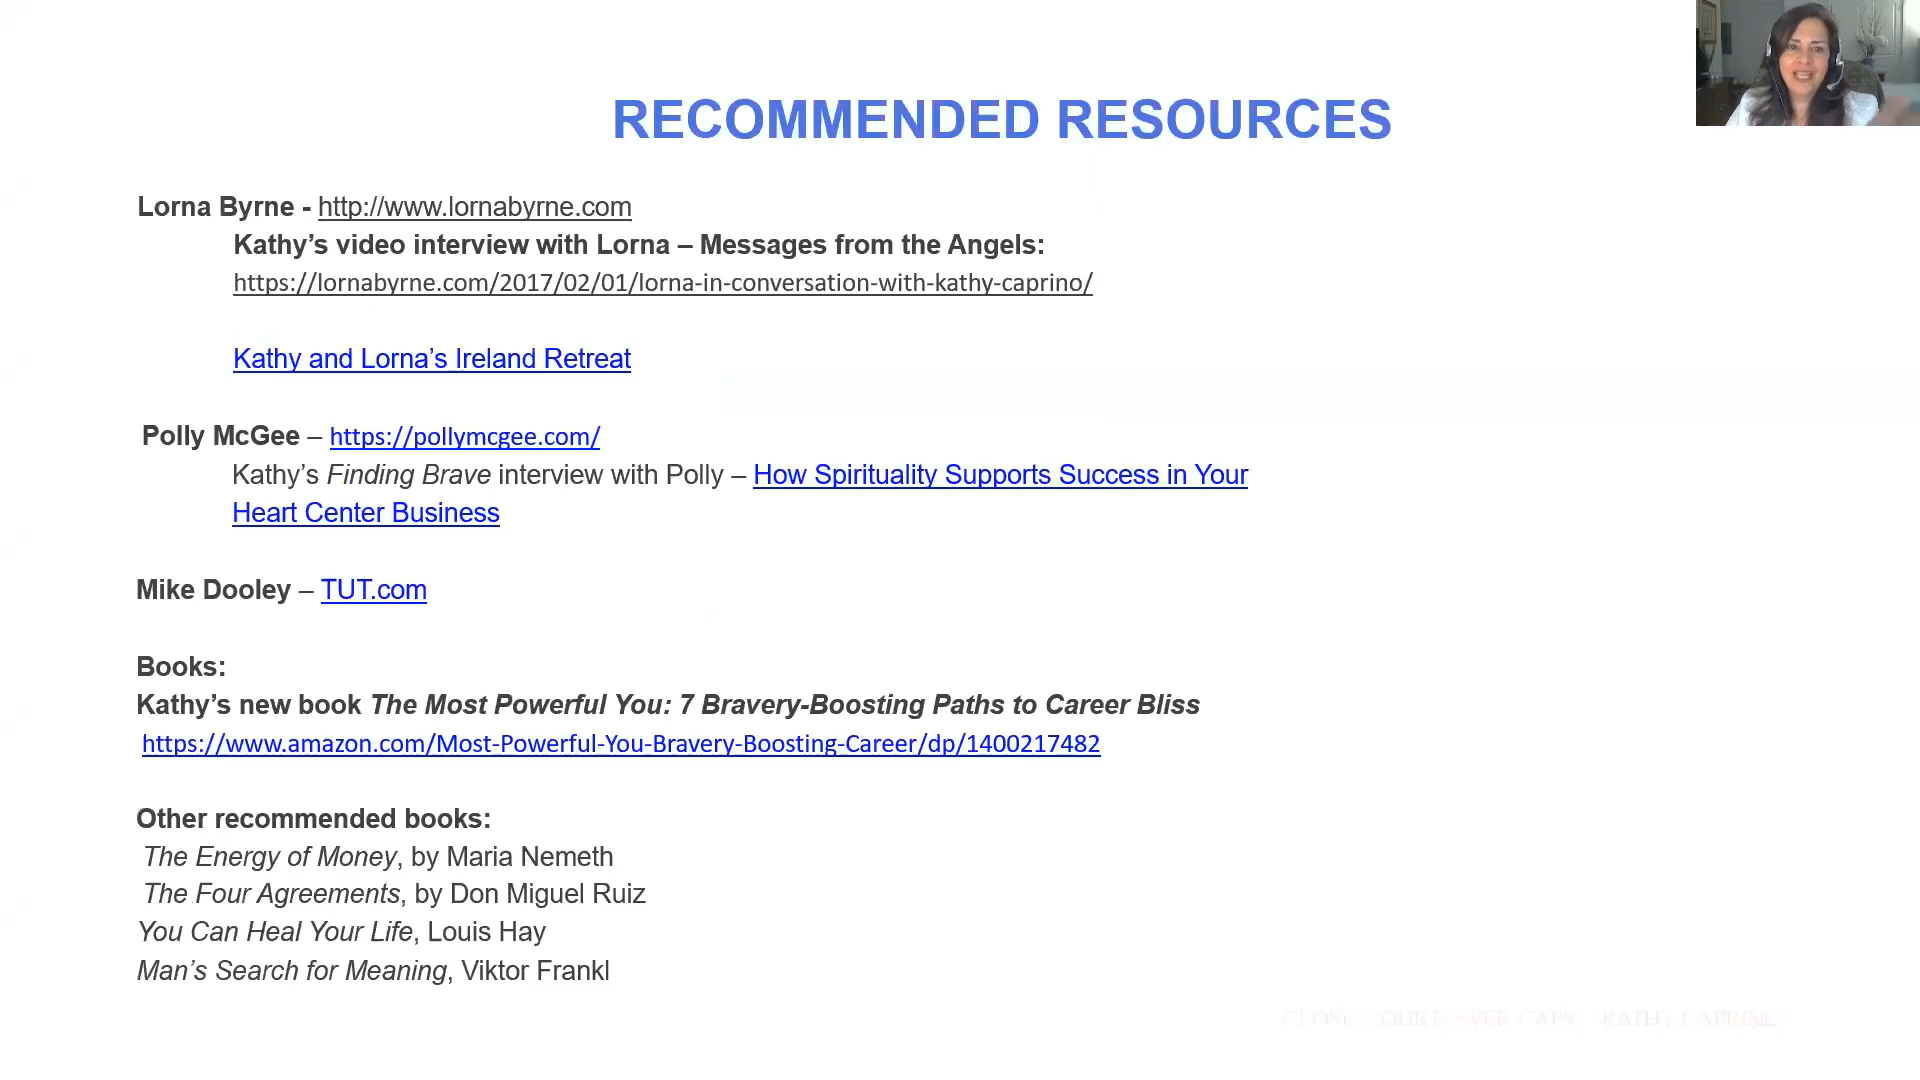 RECOMMENDED RESOURCES
Lorna Byrne - http://www.lornabyrne.com
Kathy’s video interview with Lorna – Messages from the Angels:
https://lornabyrne.com/2017/02/01/lorna-in-conversation-with-kathy-caprino/
Kathy and Lorna’s Ireland Retreat
Polly McGee – https://pollymcgee.com/
Kathy’s Finding Brave interview with Polly – How Spirituality Supports Success in Your
Heart Center Business
Mike Dooley – TUT.com
Books:
Kathy’s new book The Most Powerful You: 7 Bravery-Boosting Paths to Career Bliss
https://www.amazon.com/Most-Powerful-You-Bravery-Boosting-Career/dp/1400217482
Other recommended books:
The Energy of Money, by Maria Nemeth
The Four Agreements, by Don Miguel Ruiz
You Can Heal Your Life, Louis Hay
Man’s Search for Meaning, Viktor Frankl
CLOSE YOUR POWER GAPS KATHY CAPRINO